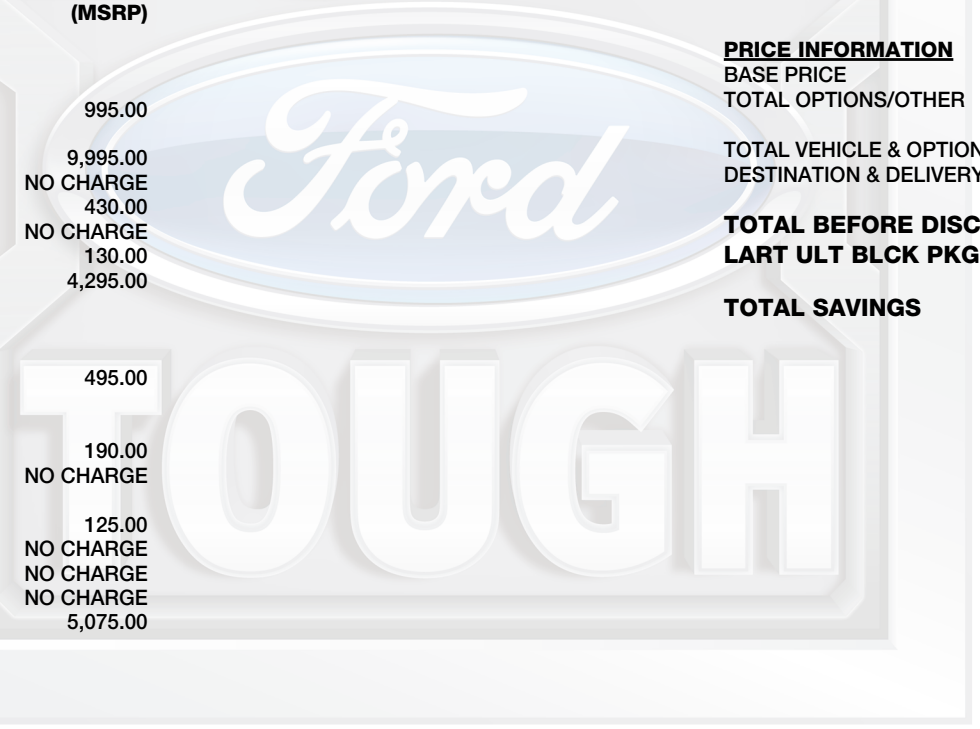 (MSRP)
995.00
9,995.00
NO CHARGE
430.00
NO CHARGE
130.00
4,295.00
495.00
190.00
NO CHARGE
125.00
NO CHARGE
NO CHARGE
NO CHARGE
5,075.00
PRICE INFORMATION
BASE PRICE
TOTAL OPTIONS/OTHER
TOTAL VEHICLE & OPTION
DESTINATION & DELIVERY
TOTAL BEFORE DISC
LART ULT BLCK PKG
TOTAL SAVINGS
Ford
TOUGH